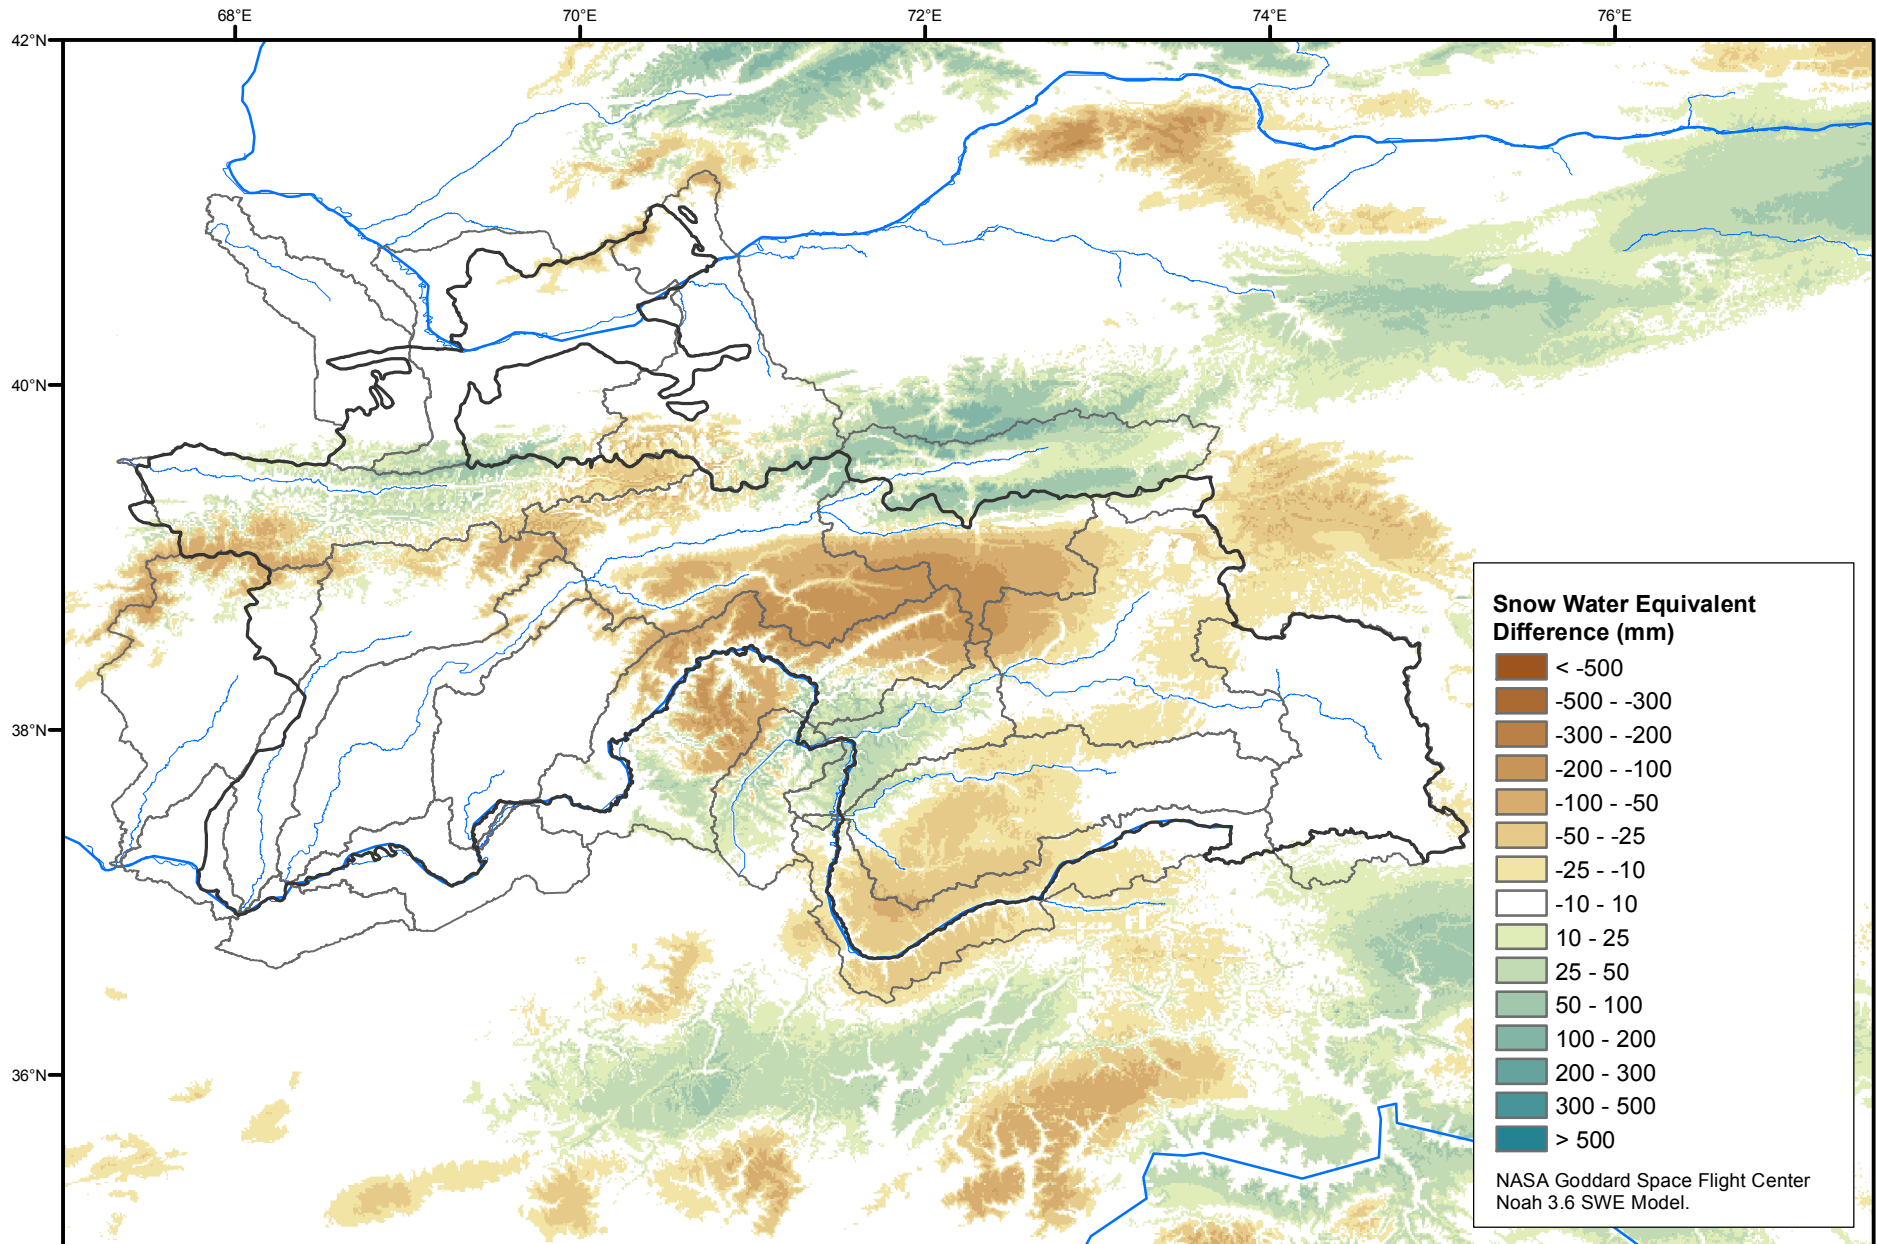 68°E
70°E
72°E
74°E
76°E
42°N
40°N
38°N
36°N
Snow Water Equivalent
Difference (mm)
< -500
-500 - -300
-300 - -200
-200 - -100
-100 - -50
-50 - -25
-25 - -10
-10 - 10
10 - 25
25 - 50
50 - 100
100 - 200
200 - 300
300 - 500
> 500
NASA Goddard Space Flight Center
Noah 3.6 SWE Model.